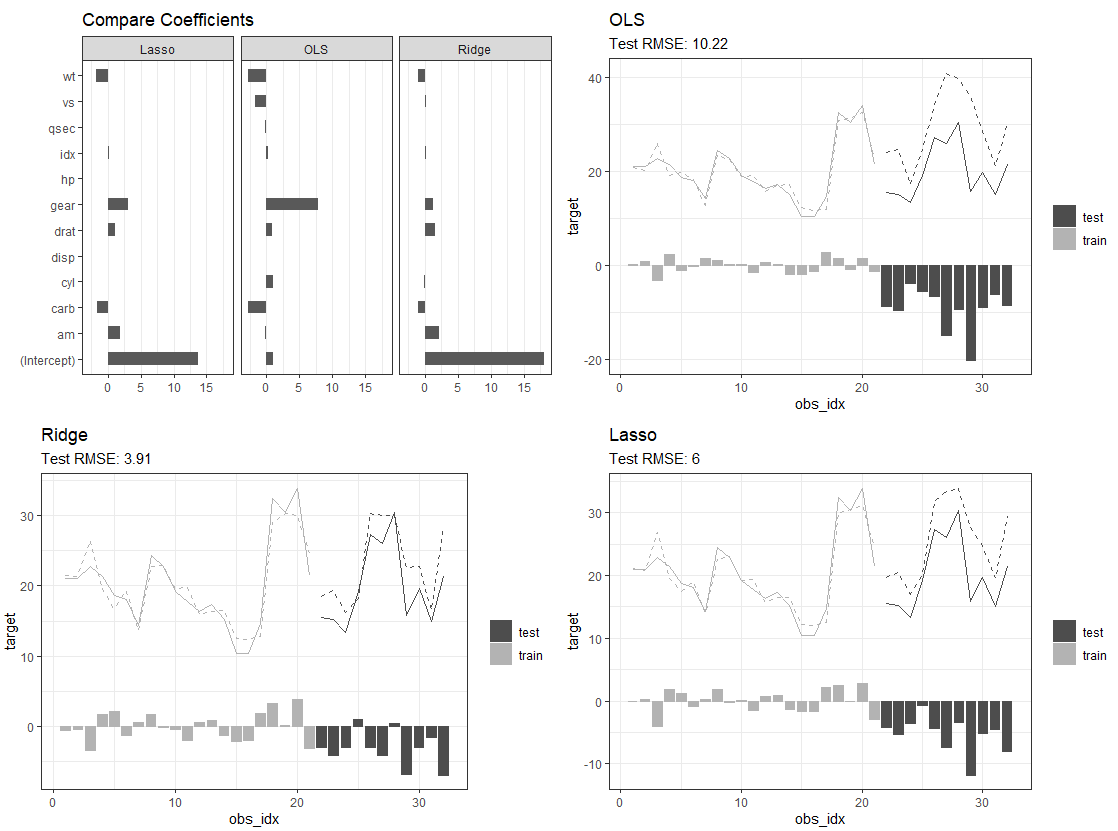 Compare Coefficients
Lasso
OLS
Ridge
wt
vs
qsec
idx
hp
gear
drat
disp
cyl
carb
am
(Intercept)
0 5 10 15
0 5 10 15
0 5 10 15
OLS
Test RMSE: 10.22
target
40
20
0
-20
0 10 20 30
obs_idx
test
train
Ridge
Test RMSE: 3.91
target
30
20
10
0
0 10 20 30
obs_idx
test
train
Lasso
Test RMSE: 6
target
30
20
10
0
-10
0 10 20 30
obs_idx
test
train